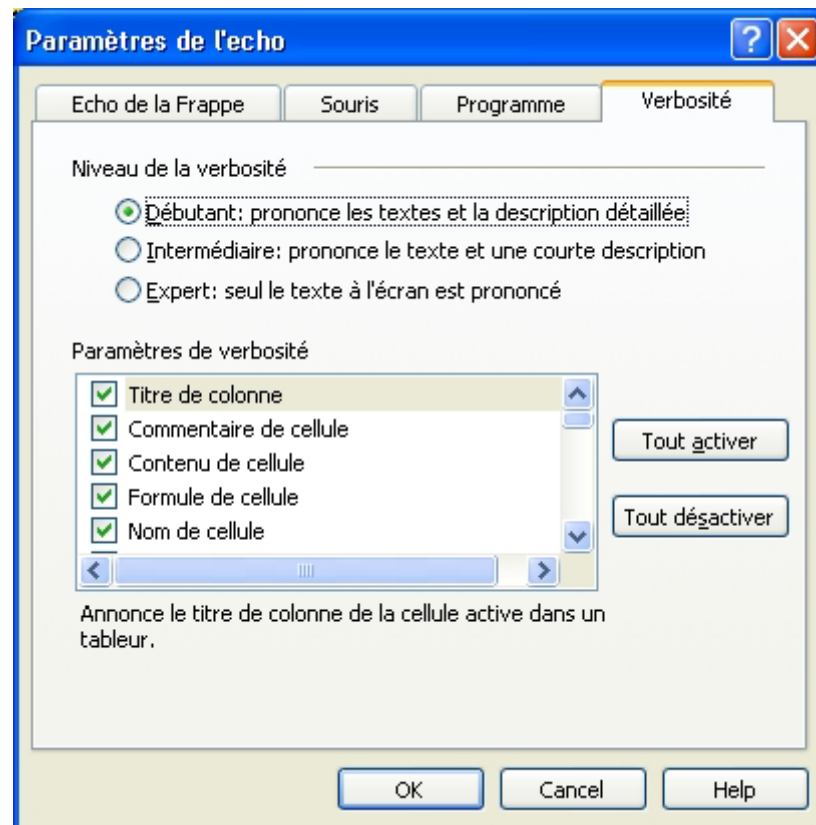 Paramètres de l'echo
Echo de la Frappe Souris Programme Verbosité
Niveau de la verbosité
Débutant: prononce les textes et la description détaillée
Intermédiaire: prononce le texte et une courte description
Expert: seul le texte à l'écran est prononcé
Paramètres de verbosité
Titre de colonne
Commentaire de cellule
Contenu de cellule
Formule de cellule
Nom de cellule
Tout activer
Tout désactiver
Annonce le titre de colonne de la cellule active dans un
tableur.
OK Cancel Help